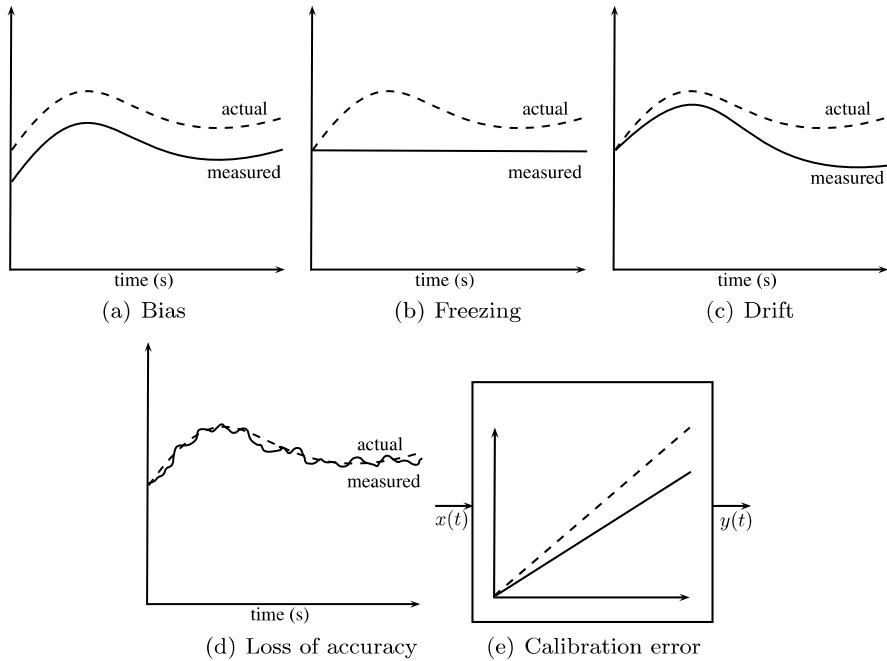 actual
measured
time (s)
(a) Bias
actual
measured
time (s)
(b) Freezing
actual
measured
time (s)
(c) Drift
actual
measured
time (s)
(d) Loss of accuracy
x(t)
y(t)
(e) Calibration error